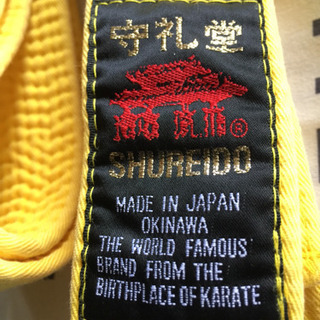 守礼堂
®
SHUREIDO
MADE IN JAPAN
OKINAWA
THE WORLD FAMOUS
BRAND FROM THE
BIRTHPLACE OF KARATE